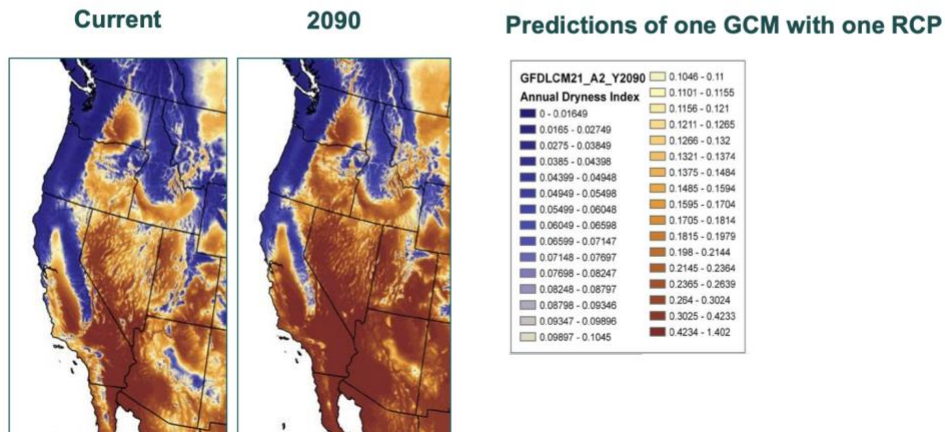 Current
2090
Predictions of one GCM with one RCP
GFDLCM21_A2_Y2090
Annual Dryness Index
0 - 0.01649
0.0165 - 0.02749
0.0275 - 0.03849
0.0385 - 0.04398
0.04399 - 0.04948
0.04949 - 0.05498
0.05499 - 0.06048
0.06049 - 0.06598
0.06599 - 0.07147
0.07148 - 0.07697
0.07698 - 0.08247
0.08248 - 0.08797
0.08798 - 0.09346
0.09347 - 0.09896
0.09897 - 0.1045
0.1046 - 0.11
0.1101 - 0.1155
0.1156 - 0.121
0.1211 - 0.1265
0.1266 - 0.132
0.1321 - 0.1374
0.1375 - 0.1484
0.1485 - 0.1594
0.1595 - 0.1704
0.1705 - 0.1814
0.1815 - 0.1979
0.198 - 0.2144
0.2145 - 0.2364
0.2365 - 0.2639
0.264 - 0.3024
0.3025 - 0.4233
0.4234 - 1.402